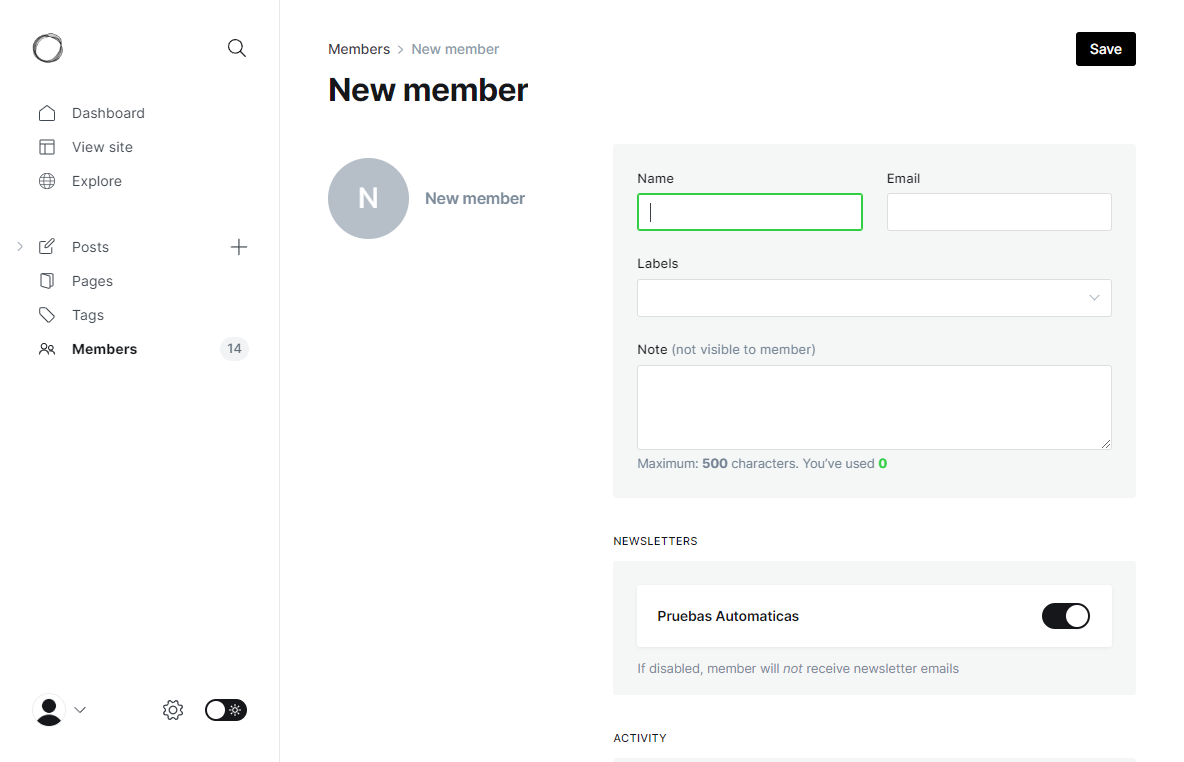 Dashboard
View site
Explore
Posts
Pages
Tags
Members 14
Members > New member
Save
New member
N
New member
Name
Email
Labels
Note (not visible to member)
Maximum: 500 characters. You’ve used 0
NEWSLETTERS
Pruebas Automaticas
If disabled, member will not receive newsletter emails
ACTIVITY